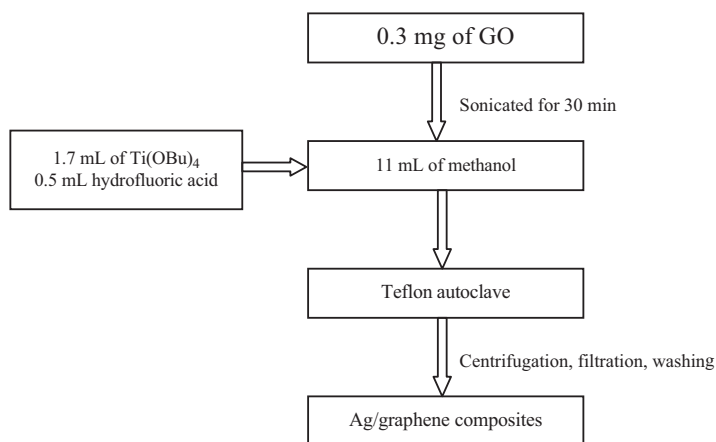 0.3 mg of GO
Sonicated for 30 min
1.7 mL of Ti(OBu)4
0.5 mL hydrofluoric acid
11 mL of methanol
Teflon autoclave
Centrifugation, filtration, washing
Ag/graphene composites